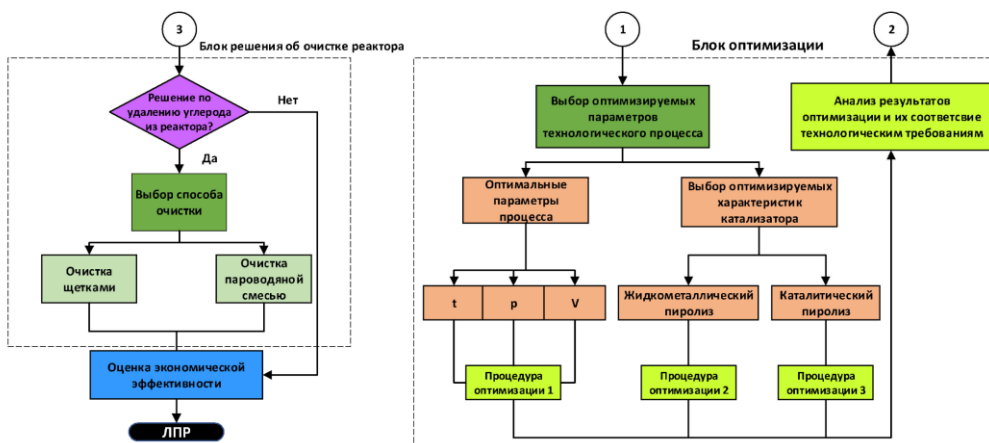 3
Блок решения об очистке реактора
Решение по
удалению углерода
из реактора?
Нет
Да
Выбор способа
очистки
Очистка
щетками
Очистка
пароводяной
смесью
Оценка экономической
эффективности
ЛПР
1
Блок оптимизации
2
Выбор оптимизируемых
параметров
технологического процесса
Анализ результатов
оптимизации и их соответсвие
технологическим требованиям
Оптимальные
параметры
процесса
Выбор оптимизируемых
характеристик
катализатора
t
p
V
Жидкометаллический
пиролиз
Каталитический
пиролиз
Процедура
оптимизации 1
Процедура
оптимизации 2
Процедура
оптимизации 3